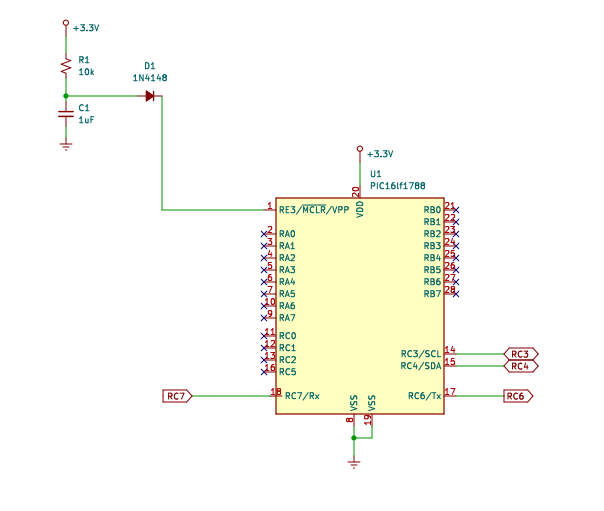 +3.3V
R1
10k
D1
1N4148
C1
1uF
+3.3V
U1
PIC16lf1788
20
VDD
1 RE3/MCLR/VPP
2 RA0
3 RA1
4 RA2
5 RA3
6 RA4
7 RA5
10 RA6
9 RA7
11 RC0
12 RC1
13 RC2
16 RC5
RC7 18 RC7/Rx
RB0 21
RB1 22
RB2 23
RB3 24
RB4 25
RB5 26
RB6 27
RB7 28
RC3/SCL 14 RC3
RC4/SDA 15 RC4
RC6/Tx 17 RC6
VSS VSS
8 19